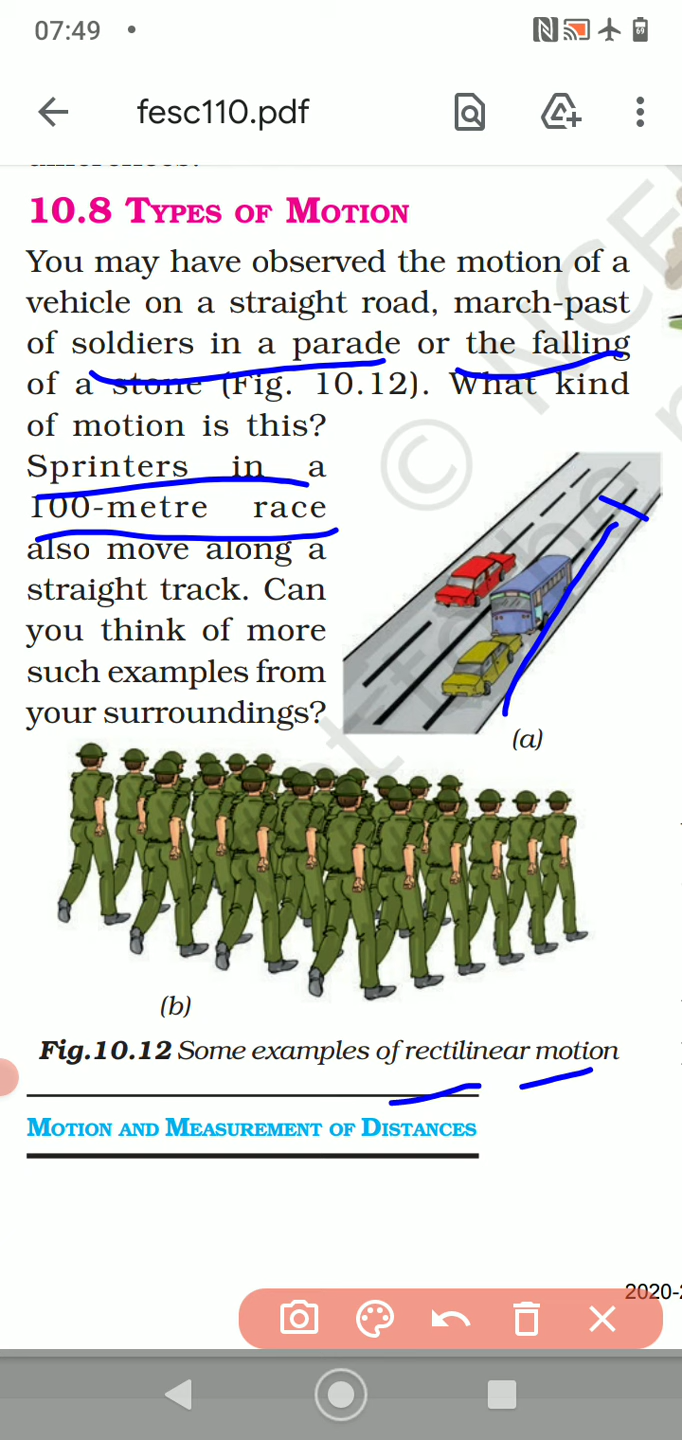 07:49
69
fesc110.pdf
10.8 TYPES OF MOTION
You may have observed the motion of a
vehicle on a straight road, march-past
of soldiers in a parade or the falling
of a stone (Fig. 10.12). What kind
of motion is this?
Sprinters in a
100-metre race
also move along a
straight track. Can
you think of more
such examples from
your surroundings?
(a)
(b)
Fig.10.12 Some examples of rectilinear motion
MOTION AND MEASUREMENT OF DISTANCES